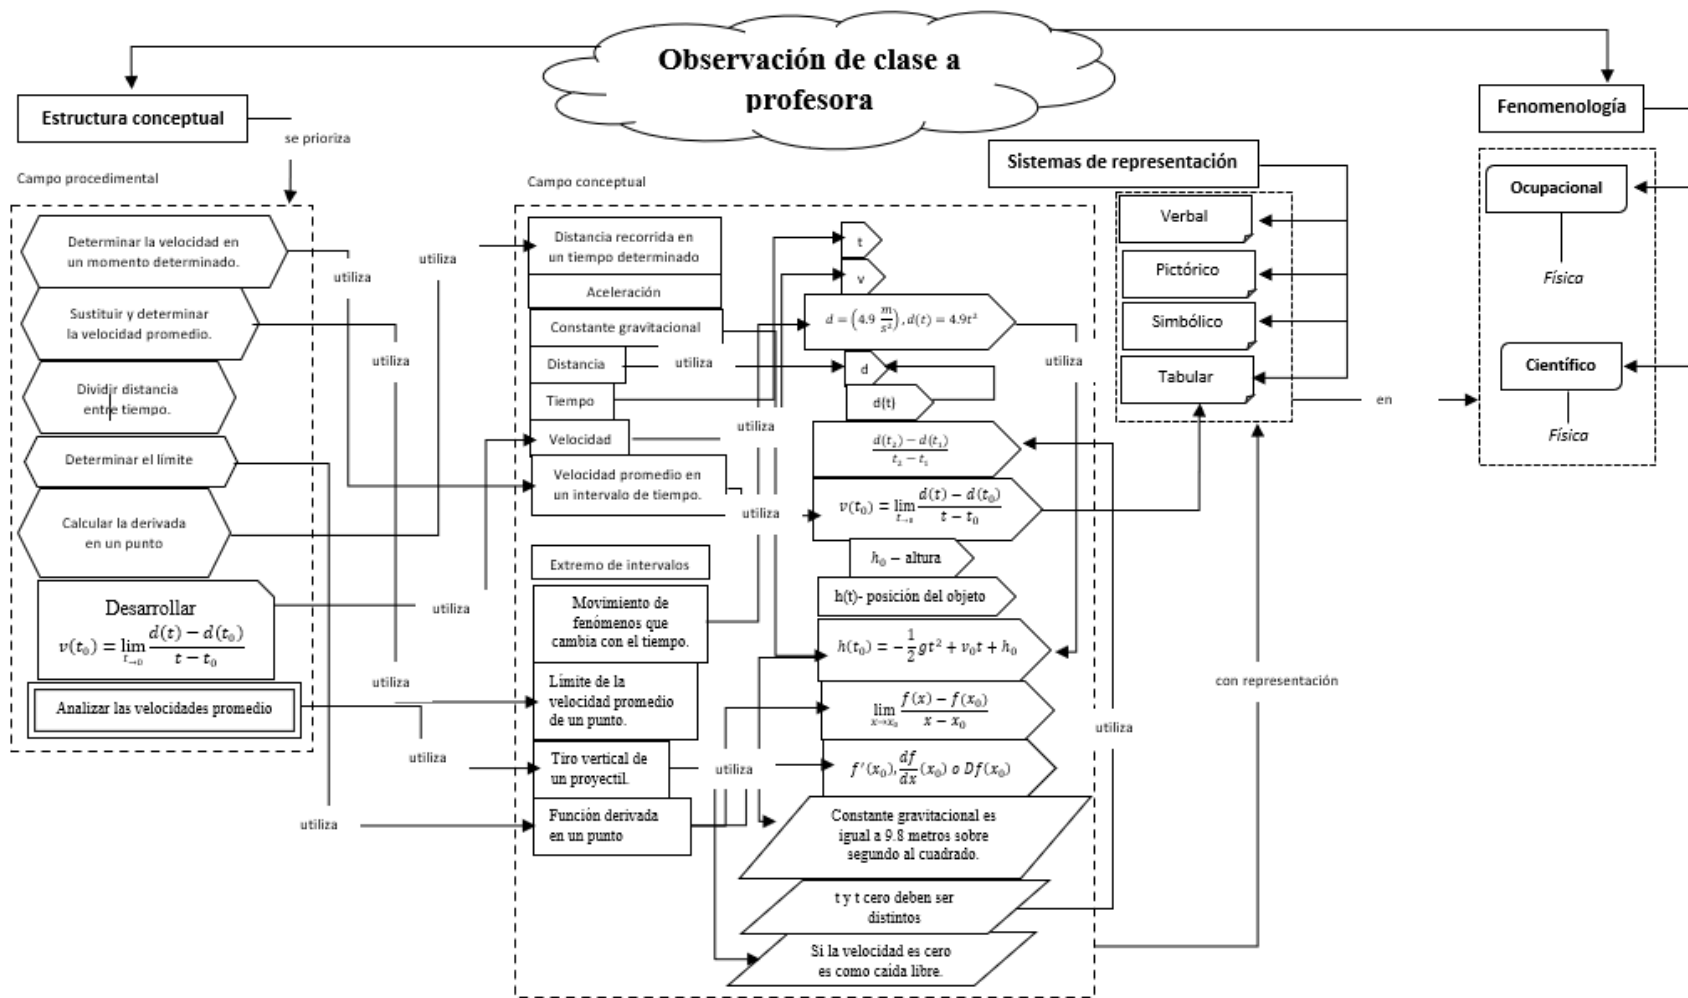 Observación de clase a
profesora
Estructura conceptual
se prioriza
Campo procedimental
Determinar la velocidad en
un momento determinado.
Sustituir y determinar
la velocidad promedio.
Dividir distancia
entre tiempo.
Determinar el límite
Calcular la derivada
en un punto
Desarrollar
v(t₀) = lim t→0 (d(t) − d(t₀))/(t − t₀)
Analizar las velocidades promedio
utiliza
utiliza
utiliza
utiliza
utiliza
utiliza
utiliza
Campo conceptual
Distancia recorrida en
un tiempo determinado
Aceleración
Constante gravitacional
Distancia
Tiempo
Velocidad
Velocidad promedio en
un intervalo de tiempo.
Extremo de intervalos
Movimiento de
fenómenos que
cambia con el tiempo.
Límite de la
velocidad promedio
de un punto.
Tiro vertical de
un proyectil.
Función derivada
en un punto
utiliza
utiliza
utiliza
utiliza
utiliza
utiliza
t
v
d = (4.9 m/s²), d(t) = 4.9t²
d
d(t)
(d(t₂) − d(t₁))/(t₂ − t₁)
v(t₀) = lim t→0 (d(t) − d(t₀))/(t − t₀)
h₀ − altura
h(t)- posición del objeto
h(t₀) = −1/2 gt² + v₀t + h₀
lim x→x₀ (f(x) − f(x₀))/(x − x₀)
f′(x₀), df/dx (x₀) o Df(x₀)
Constante gravitacional es
igual a 9.8 metros sobre
segundo al cuadrado.
t y t cero deben ser
distintos
Si la velocidad es cero
es como caída libre.
Sistemas de representación
Verbal
Pictórico
Simbólico
Tabular
con representación
en
Fenomenología
Ocupacional
Física
Científico
Física